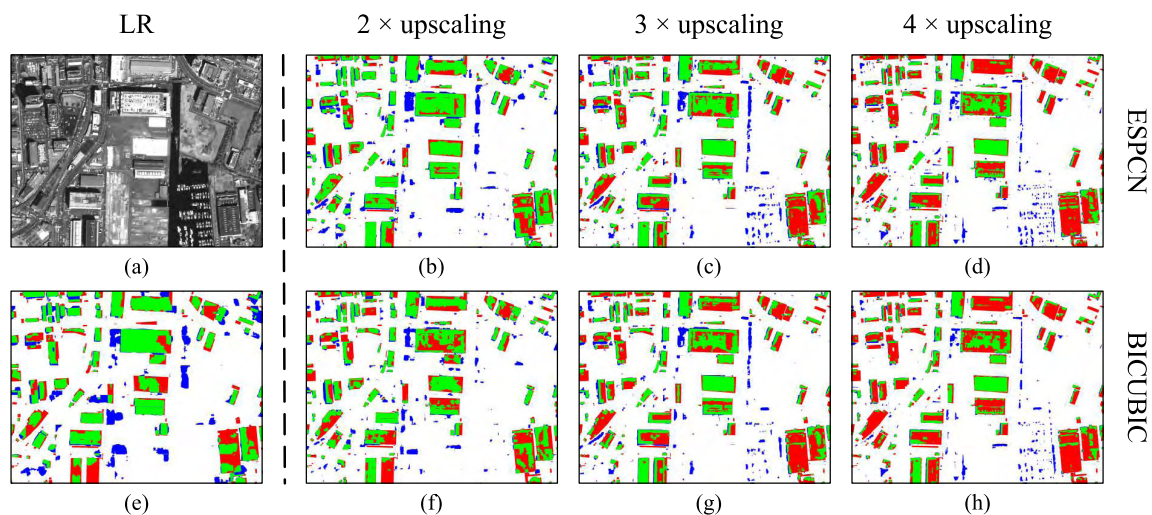 LR
2 × upscaling
3 × upscaling
4 × upscaling
ESPCN
(a)
(b)
(c)
(d)
BICUBIC
(e)
(f)
(g)
(h)